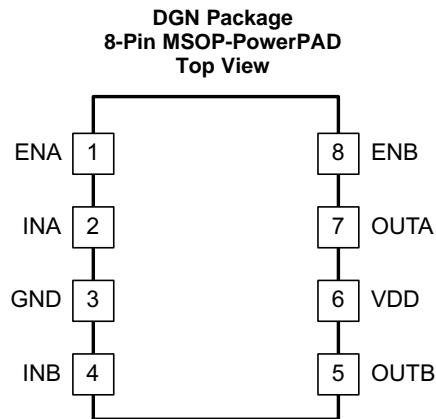 DGN Package
8-Pin MSOP-PowerPAD
Top View
ENA 1 8 ENB
INA 2 7 OUTA
GND 3 6 VDD
INB 4 5 OUTB